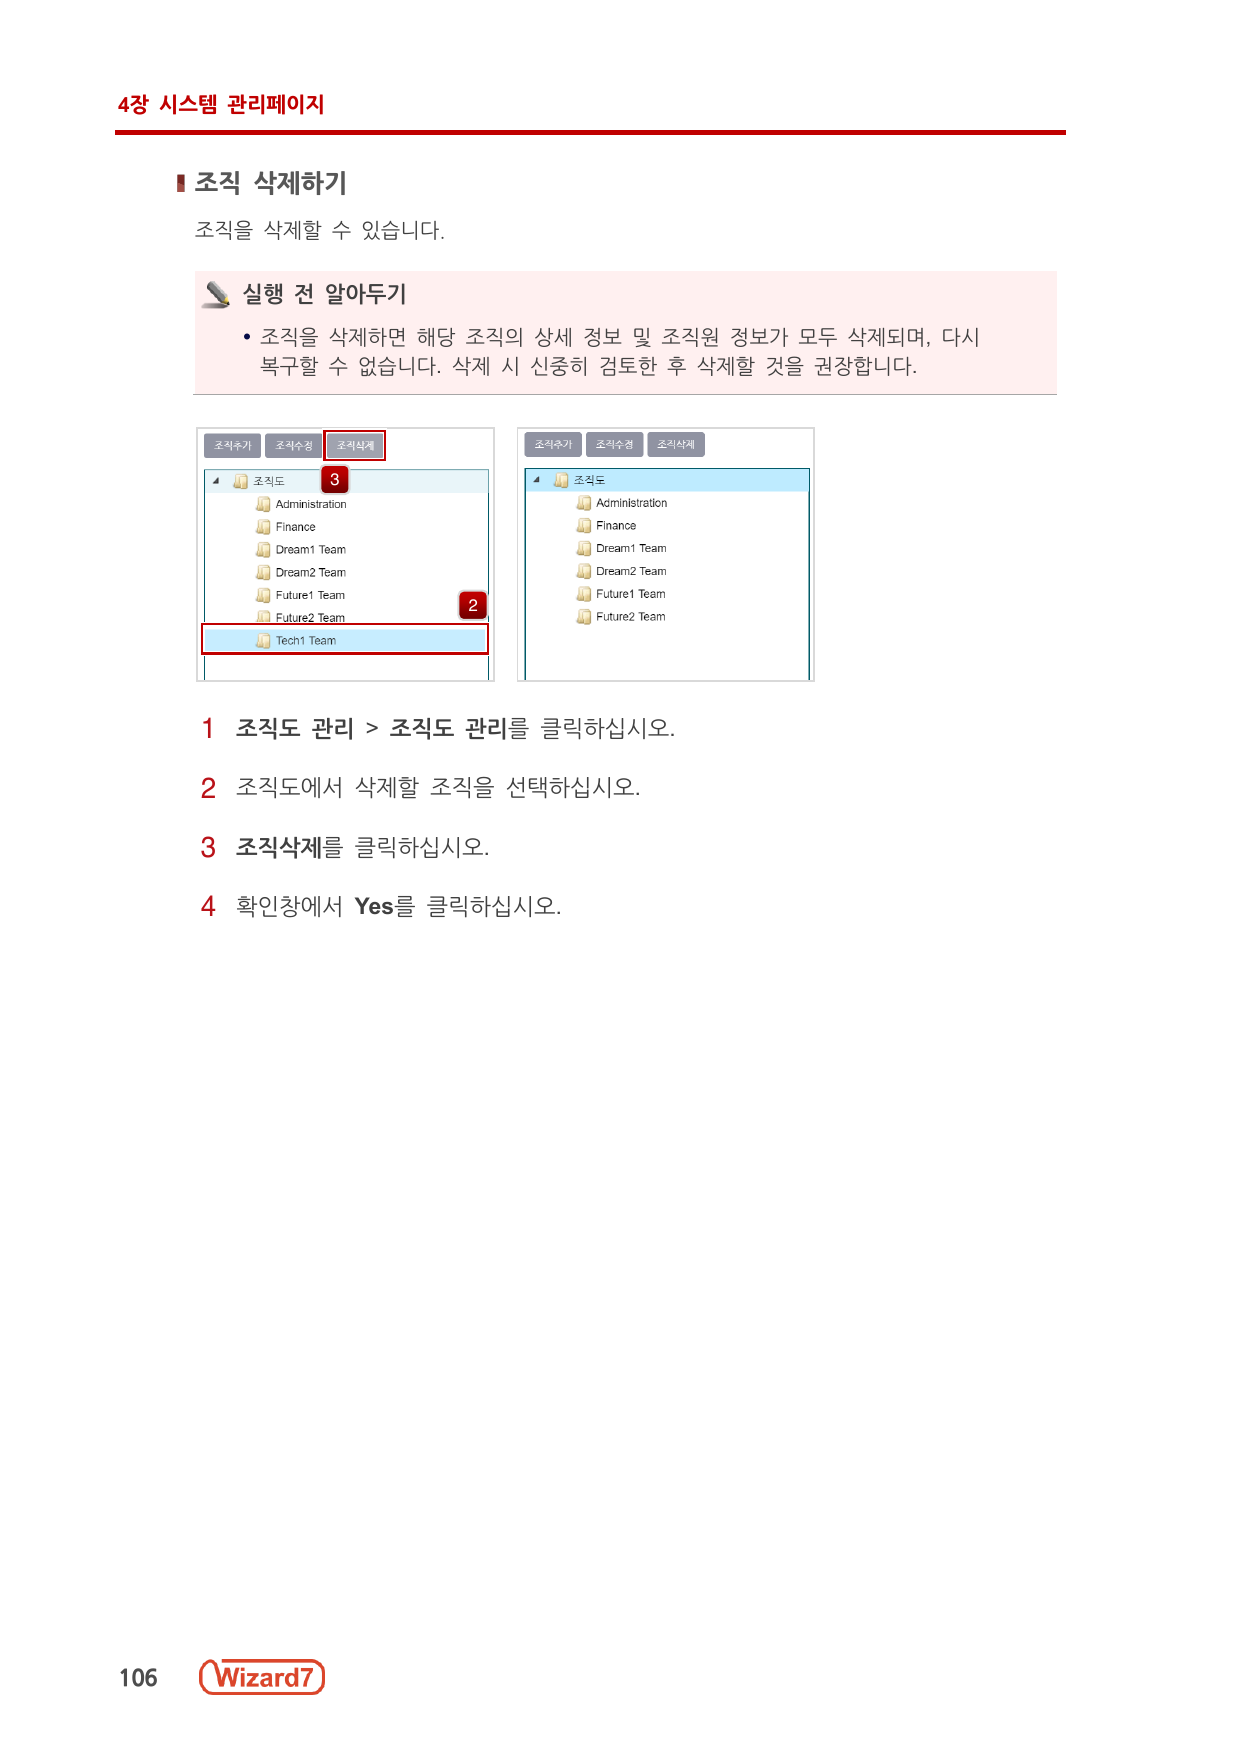 4장 시스템 관리페이지
조직 삭제하기
조직을 삭제할 수 있습니다.
실행 전 알아두기
• 조직을 삭제하면 해당 조직의 상세 정보 및 조직원 정보가 모두 삭제되며, 다시
복구할 수 없습니다. 삭제 시 신중히 검토한 후 삭제할 것을 권장합니다.
조직추가 조직수정 조직삭제
3
조직도
Administration
Finance
Dream1 Team
Dream2 Team
Future1 Team
2
Future2 Team
Tech1 Team
조직추가 조직수정 조직삭제
조직도
Administration
Finance
Dream1 Team
Dream2 Team
Future1 Team
Future2 Team
1 조직도 관리 > 조직도 관리를 클릭하십시오.
2 조직도에서 삭제할 조직을 선택하십시오.
3 조직삭제를 클릭하십시오.
4 확인창에서 Yes를 클릭하십시오.
106 Wizard7